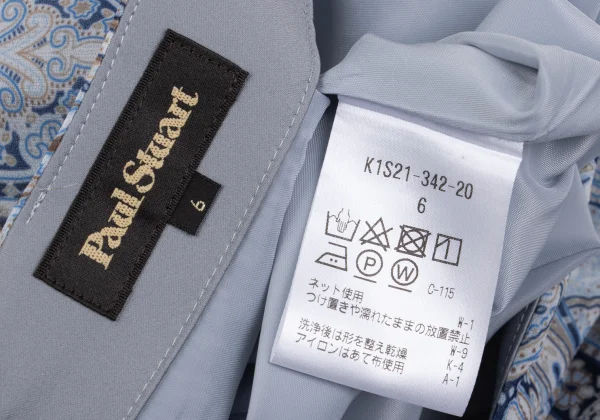 Paul Stuart
6
K1S21-342-20
6
P W C-115
ネット使用 W-1
つけ置きや濡れたままの放置禁止
洗浄後は形を整え乾燥 W-9
アイロンはあて布使用 K-4
A-1